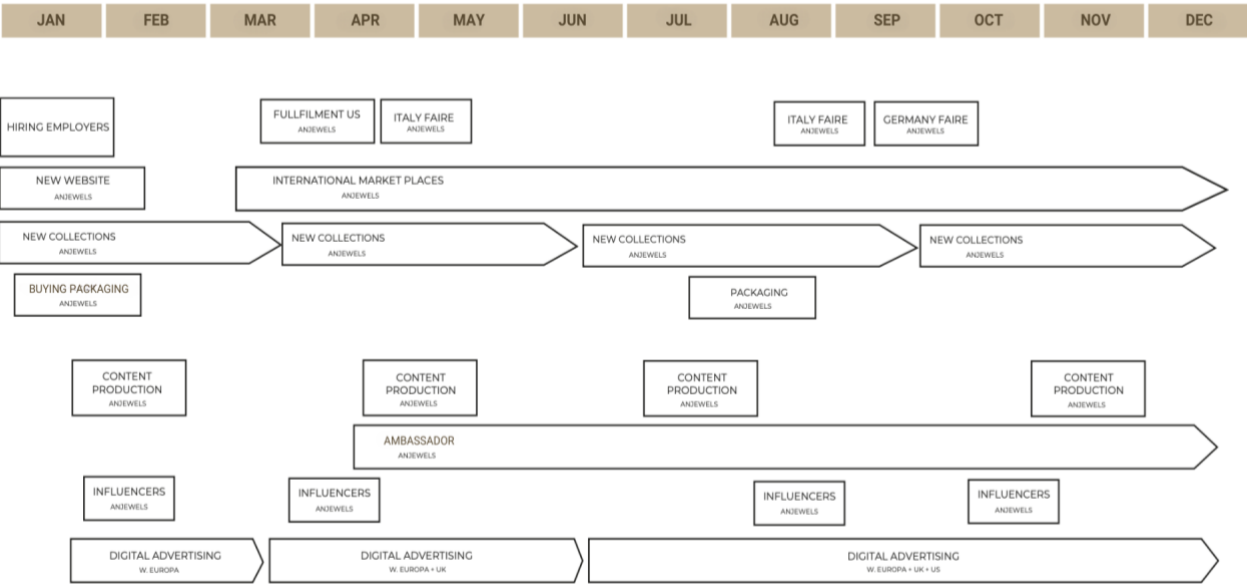 JAN FEB MAR APR MAY JUN JUL AUG SEP OCT NOV DEC
HIRING EMPLOYERS
FULLFILMENT US
ANJEWELS
ITALY FAIRE
ANJEWELS
ITALY FAIRE
ANJEWELS
GERMANY FAIRE
ANJEWELS
NEW WEBSITE
ANJEWELS
INTERNATIONAL MARKET PLACES
ANJEWELS
NEW COLLECTIONS
ANJEWELS
NEW COLLECTIONS
ANJEWELS
NEW COLLECTIONS
ANJEWELS
NEW COLLECTIONS
ANJEWELS
BUYING PACKAGING
ANJEWELS
PACKAGING
ANJEWELS
CONTENT
PRODUCTION
ANJEWELS
CONTENT
PRODUCTION
ANJEWELS
CONTENT
PRODUCTION
ANJEWELS
CONTENT
PRODUCTION
ANJEWELS
AMBASSADOR
ANJEWELS
INFLUENCERS
ANJEWELS
INFLUENCERS
ANJEWELS
INFLUENCERS
ANJEWELS
INFLUENCERS
ANJEWELS
DIGITAL ADVERTISING
W. EUROPA
DIGITAL ADVERTISING
W. EUROPA + UK
DIGITAL ADVERTISING
W. EUROPA + UK + US